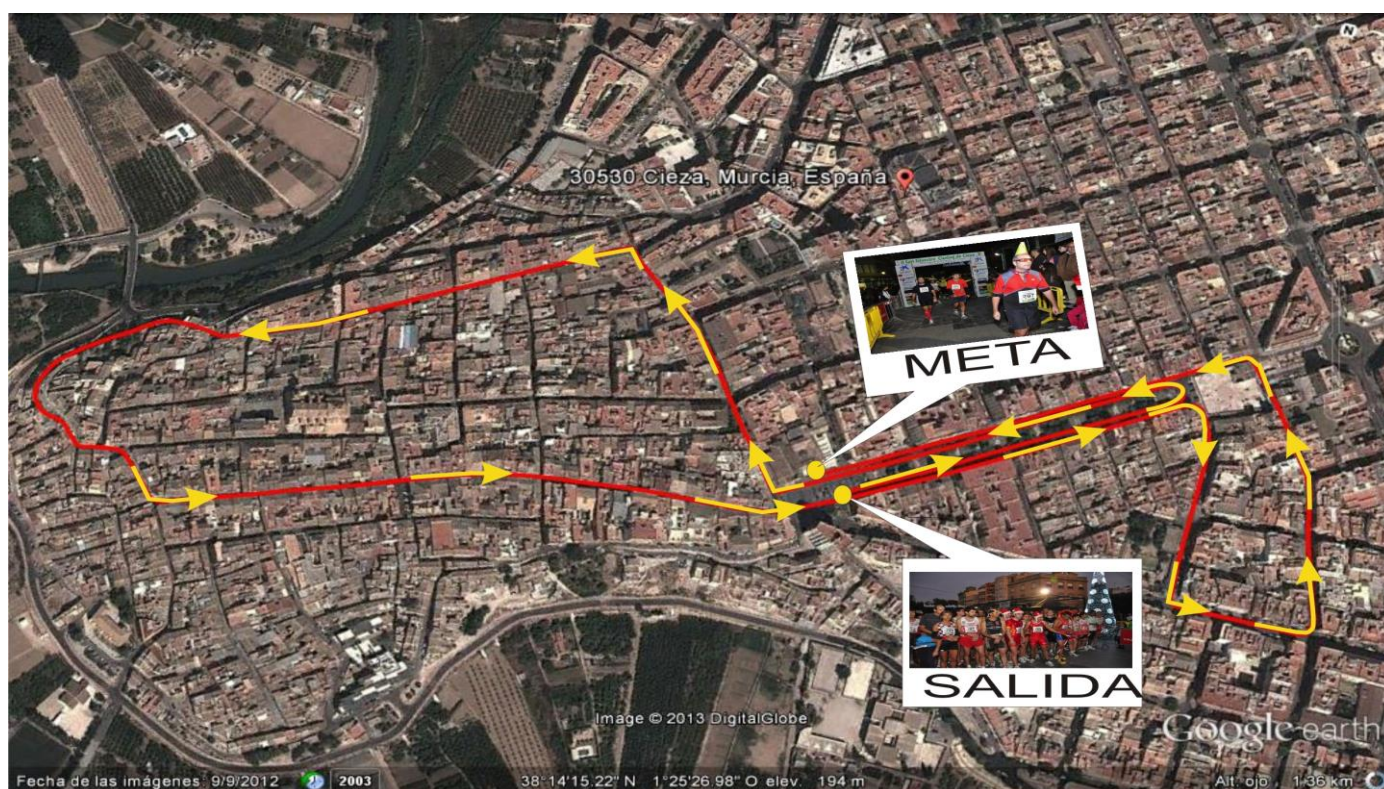 N
30530 Cieza, Murcia, España
META
SALIDA
Image © 2013 DigitalGlobe
Google earth
Fecha de las imágenes: 9/9/2012
2003
38°14'15.22" N 1°25'26.98" O elev. 194 m
Alt. ojo 1.36 km